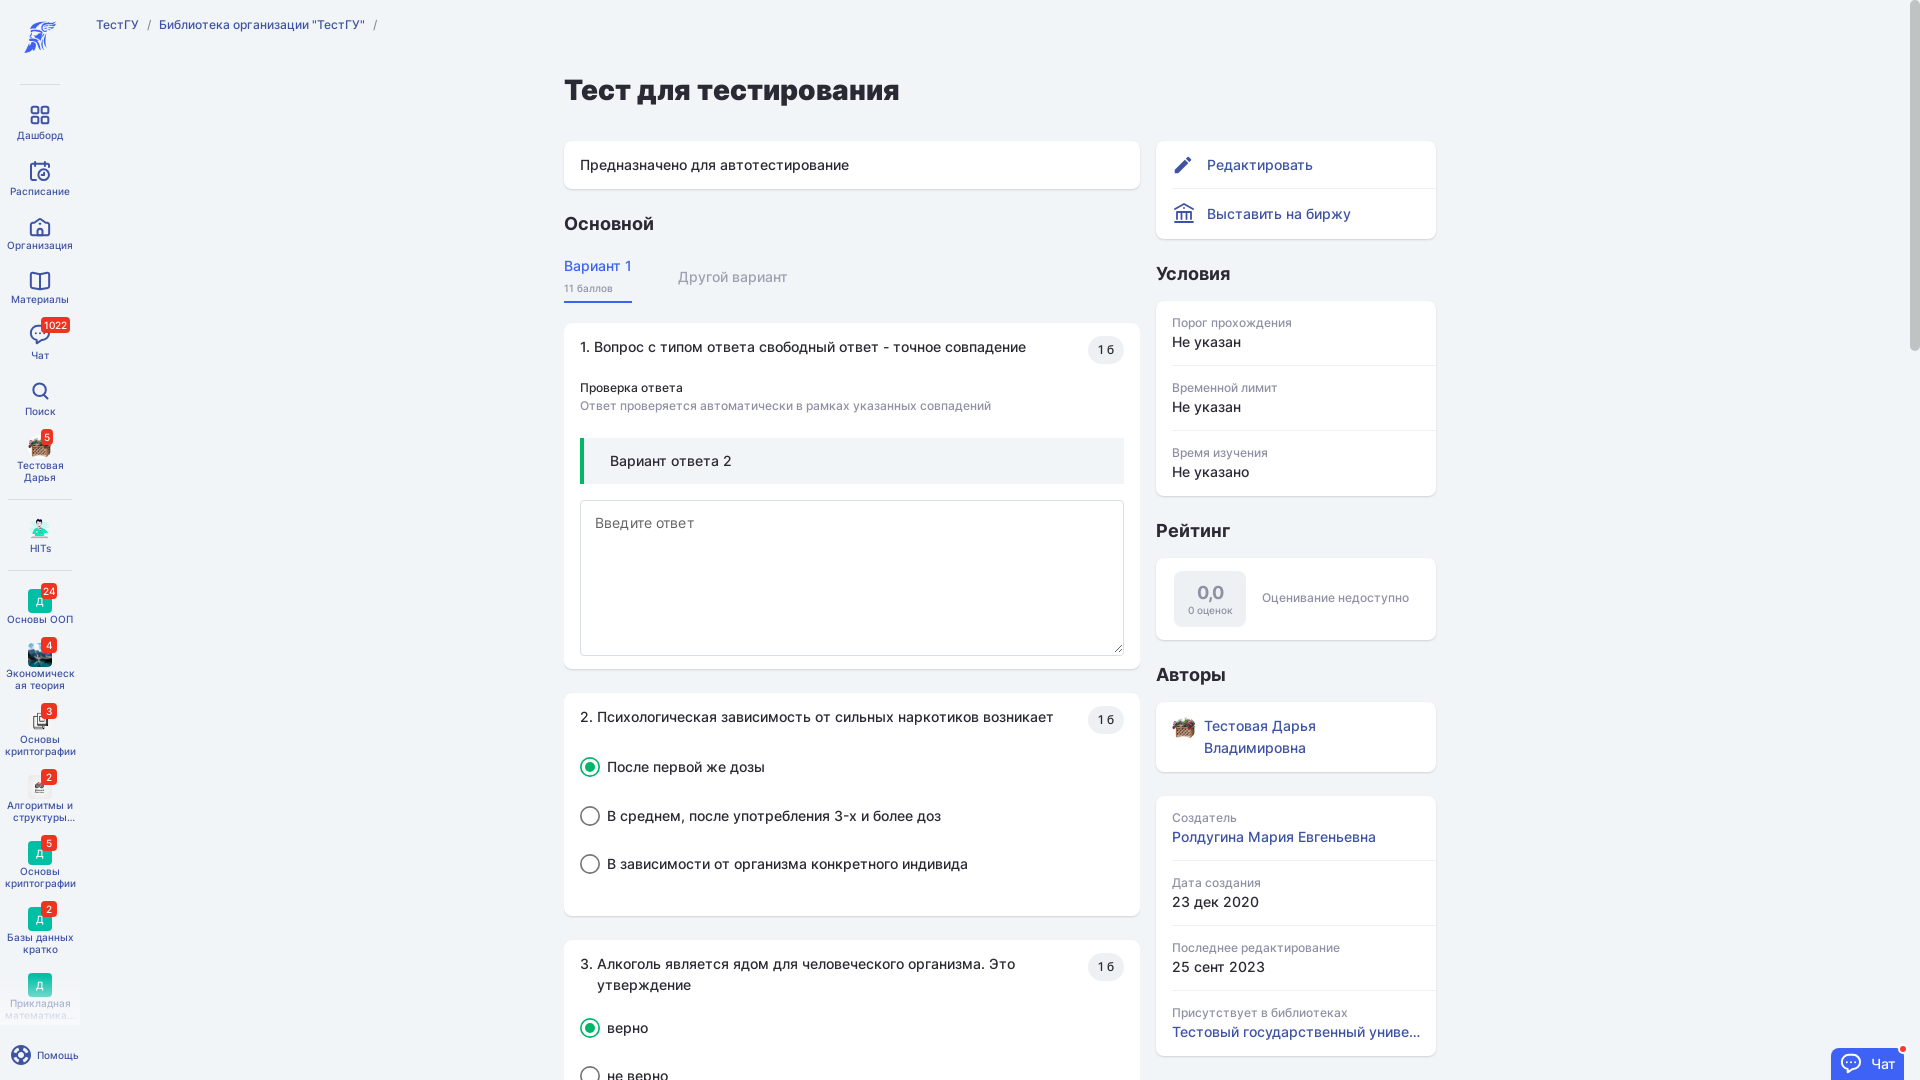 ТестГУ / Библиотека организации "ТестГУ" /
Дашборд
Расписание
Организация
Материалы
1022
Чат
Поиск
5
Тестовая
Дарья
HITs
24
Д
Основы ООП
4
Экономическ
ая теория
3
Основы
криптографии
2
Алгоритмы и
структуры...
5
Д
Основы
криптографии
2
Д
Базы данных
кратко
Д
Прикладная
математика...
Помощь
Тест для тестирования
Предназначено для автотестирование
Основной
Вариант 1
11 баллов
Другой вариант
1. Вопрос с типом ответа свободный ответ - точное совпадение
1 б
Проверка ответа
Ответ проверяется автоматически в рамках указанных совпадений
Вариант ответа 2
Введите ответ
2. Психологическая зависимость от сильных наркотиков возникает
1 б
После первой же дозы
В среднем, после употребления 3-х и более доз
В зависимости от организма конкретного индивида
3. Алкоголь является ядом для человеческого организма. Это
утверждение
1 б
верно
не верно
Редактировать
Выставить на биржу
Условия
Порог прохождения
Не указан
Временной лимит
Не указан
Время изучения
Не указано
Рейтинг
0,0
0 оценок
Оценивание недоступно
Авторы
Тестовая Дарья
Владимировна
Создатель
Ролдугина Мария Евгеньевна
Дата создания
23 дек 2020
Последнее редактирование
25 сент 2023
Присутствует в библиотеках
Тестовый государственный униве...
Чат